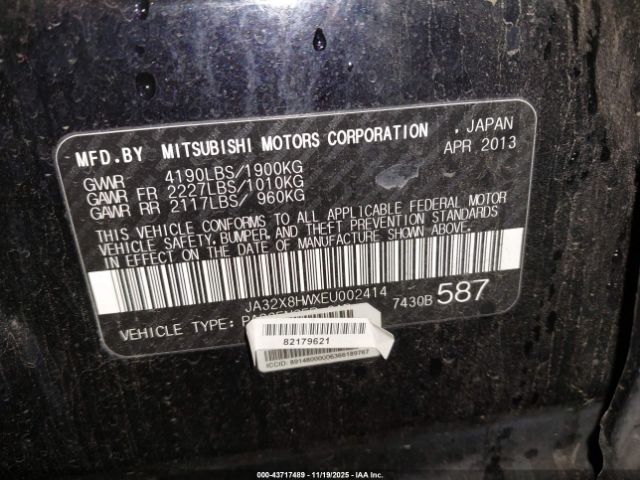 MFD.BY MITSUBISHI MOTORS CORPORATION , JAPAN
APR 2013
GVWR 4190LBS/1900KG
GAWR FR 2227LBS/1010KG
GAWR RR 2117LBS/ 960KG
THIS VEHICLE CONFORMS TO ALL APPLICABLE FEDERAL MOTOR
VEHICLE SAFETY, BUMPER, AND THEFT PREVENTION STANDARDS
IN EFFECT ON THE DATE OF MANUFACTURE SHOWN ABOVE.
JA32X8HWXEU002414
7430B 587
VEHICLE TYPE:
82179621
ICCID:
000-43717489 - 11/19/2025 - IAA Inc.